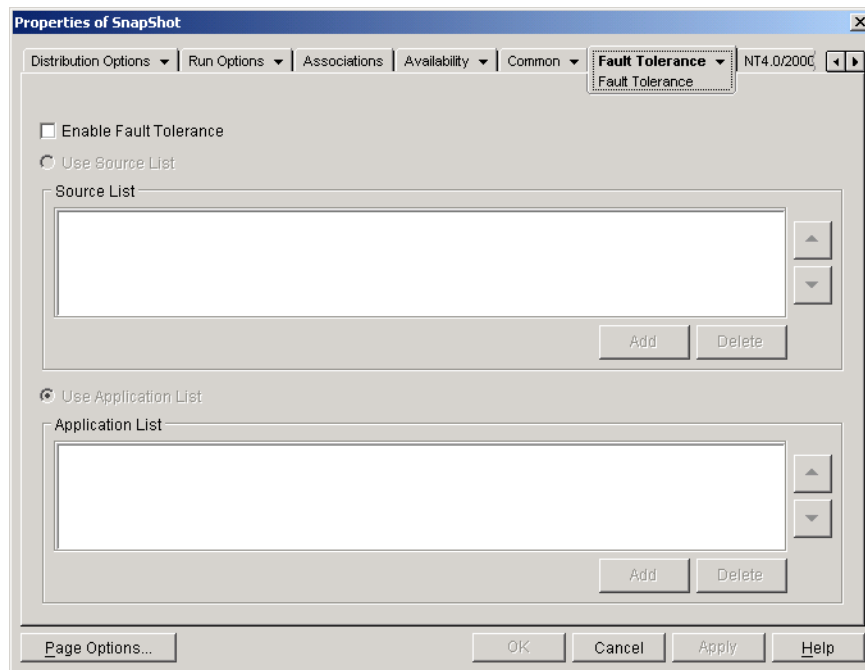 Properties of SnapShot
Distribution Options Run Options Associations Availability Common Fault Tolerance NT4.0/2000
Fault Tolerance
Enable Fault Tolerance
Use Source List
Source List
Add Delete
Use Application List
Application List
Add Delete
Page Options... OK Cancel Apply Help